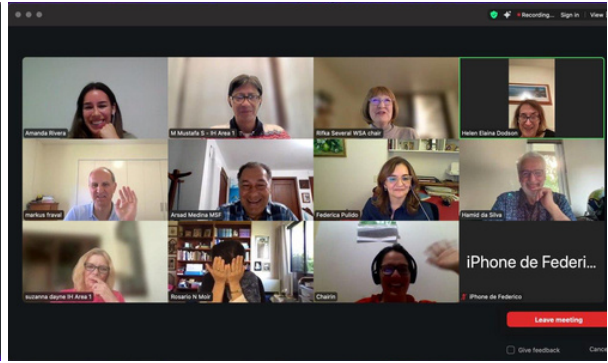 Recording... Sign in View
Amanda Rivera
M Mustafa S - IH Area 1
Rifka Several WSA chair
Helen Elaina Dodson
markus fraval
Arsad Medina MSF
Federica Pulido
Hamid da Silva
suzanna dayne IH Area 1
Rosario N Moir
Chairin
iPhone de Federi...
iPhone de Federico
Leave meeting
Give feedback
Cance